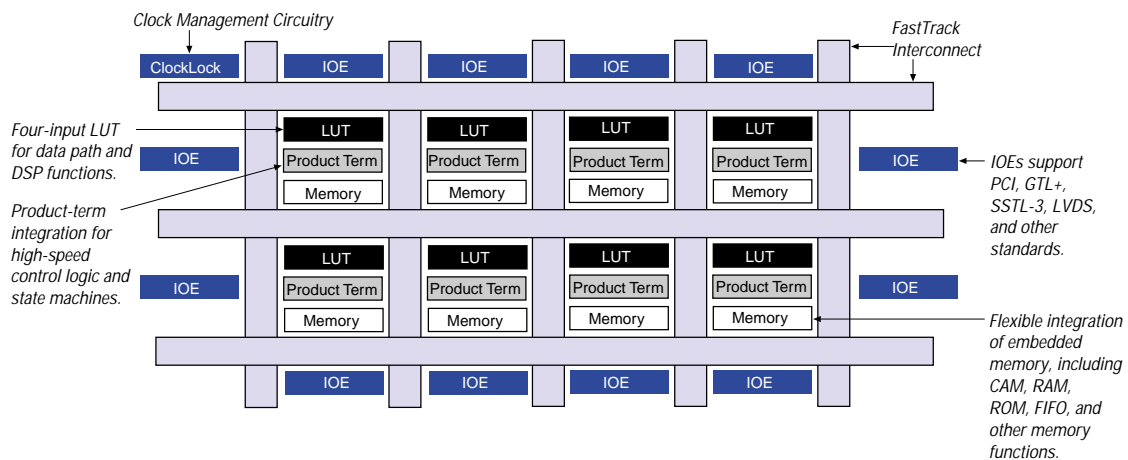 Clock Management Circuitry
FastTrack
Interconnect
ClockLock
IOE
IOE
IOE
IOE
Four-input LUT
for data path and
DSP functions.
LUT
LUT
LUT
LUT
IOE
Product Term
Product Term
Product Term
Product Term
IOE
IOEs support
PCI, GTL+,
SSTL-3, LVDS,
and other
standards.
Memory
Memory
Memory
Memory
Product-term
integration for
high-speed
control logic and
state machines.
LUT
LUT
LUT
LUT
IOE
Product Term
Product Term
Product Term
Product Term
IOE
Memory
Memory
Memory
Memory
Flexible integration
of embedded
memory, including
CAM, RAM,
ROM, FIFO, and
other memory
functions.
IOE
IOE
IOE
IOE